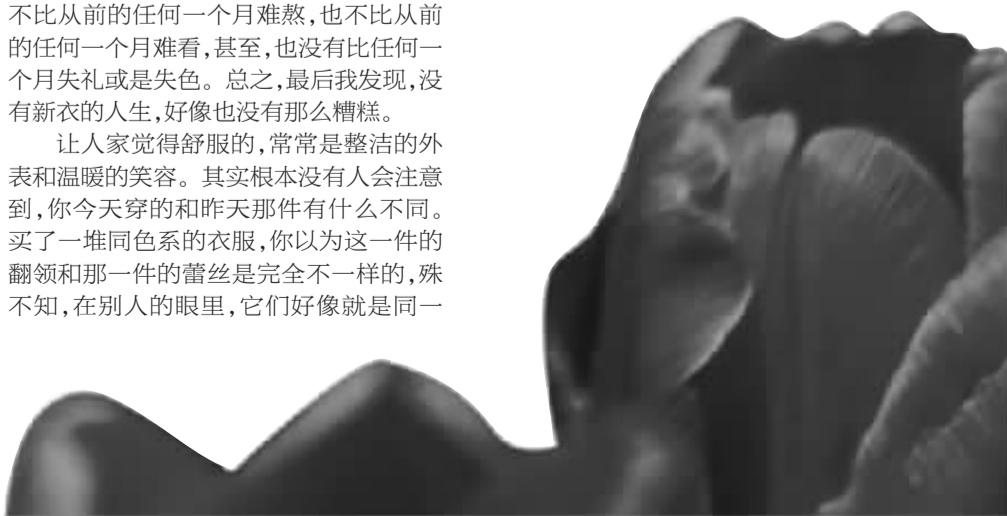 不比从前的任何一个月难熬,也不比从前
的任何一个月难看,甚至,也没有比任何一
个月失礼或是失色。总之,最后我发现,没
有新衣的人生,好像也没有那么糟糕。
让人家觉得舒服的,常常是整洁的外
表和温暖的笑容。其实根本没有人会注意
到,你今天穿的和昨天那件有什么不同。
买了一堆同色系的衣服,你以为这一件的
翻领和那一件的蕾丝是完全不一样的,殊
不知,在别人的眼里,它们好像就是同一